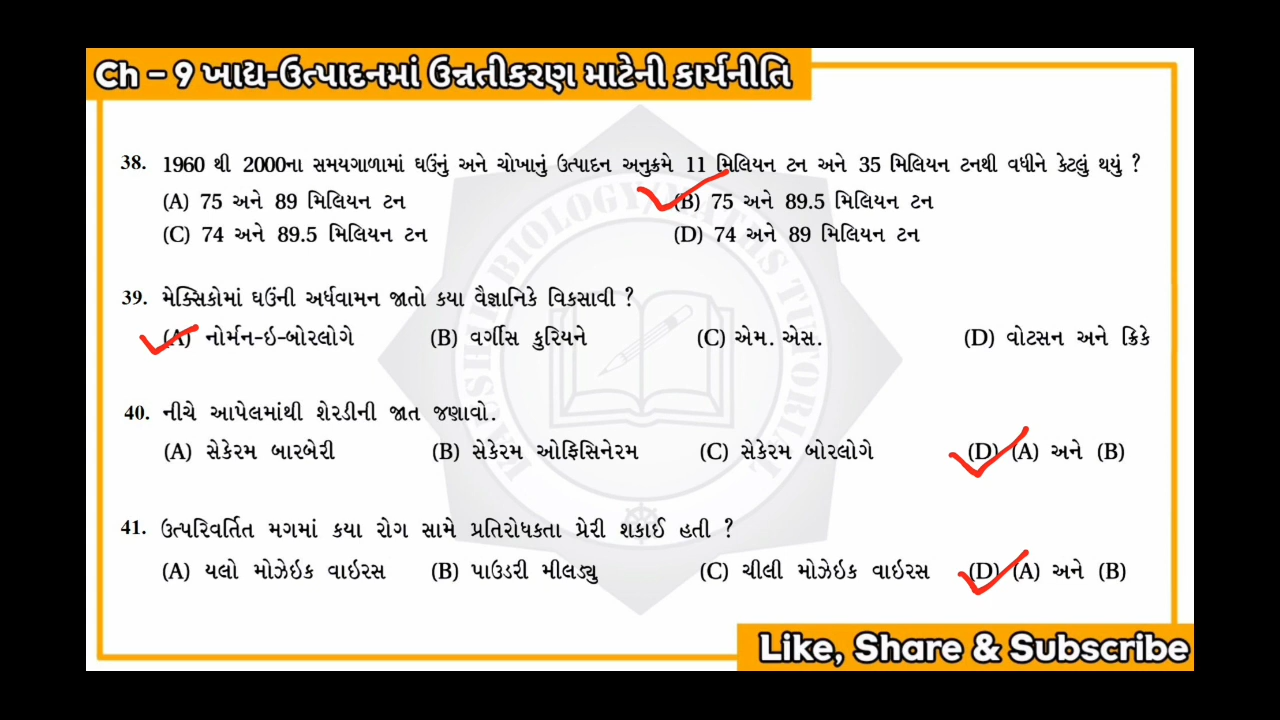 Ch – 9 ખાદ્ય-ઉત્પાદનમાં ઉન્નતીકરણ માટેની કાર્યનીતિ
38. 1960 થી 2000ના સમયગાળામાં ઘઉંનું અને ચોખાનું ઉત્પાદન અનુક્રમે 11 મિલિયન ટન અને 35 મિલિયન ટનથી વધીને કેટલું થયું ?
(A) 75 અને 89 મિલિયન ટન (B) 75 અને 89.5 મિલિયન ટન
(C) 74 અને 89.5 મિલિયન ટન (D) 74 અને 89 મિલિયન ટન
39. મેક્સિકોમાં ઘઉંની અર્ધવામન જાતો કયા વૈજ્ઞાનિકે વિકસાવી ?
(A) નોર્મન-ઇ-બોરલોગે (B) વર્ગીસ કુરિયને (C) એમ. એસ. (D) વોટસન અને ક્રિકે
40. નીચે આપેલમાંથી શેરડીની જાત જણાવો.
(A) સેકેરમ બારબેરી (B) સેકેરમ ઓફિસિનેરમ (C) સેકેરમ બોરલોગે (D) (A) અને (B)
41. ઉત્પરિવર્તિત મગમાં કયા રોગ સામે પ્રતિરોધકતા પ્રેરી શકાઈ હતી ?
(A) યલો મોઝેઇક વાઇરસ (B) પાઉડરી મીલડ્યુ (C) ચીલી મોઝેઇક વાઇરસ (D) (A) અને (B)
BIOLOGY TUTORIAL
Like, Share & Subscribe